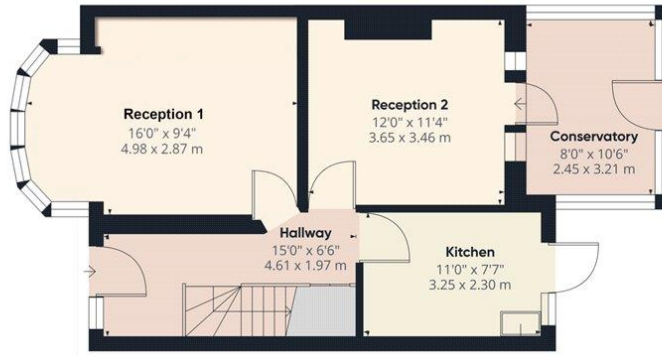 Reception 1
16'0" x 9'4"
4.98 x 2.87 m
Reception 2
12'0" x 11'4"
3.65 x 3.46 m
Conservatory
8'0" x 10'6"
2.45 x 3.21 m
Hallway
15'0" x 6'6"
4.61 x 1.97 m
Kitchen
11'0" x 7'7"
3.25 x 2.30 m